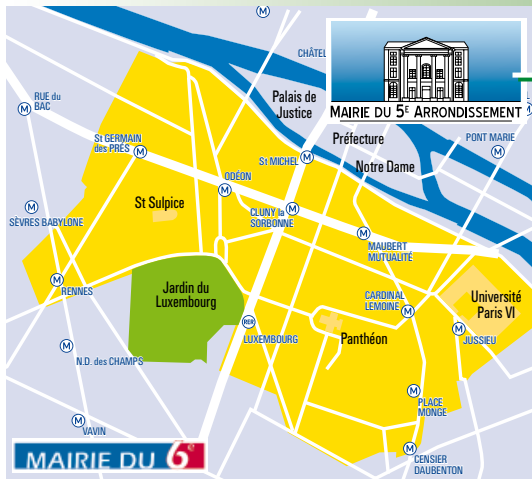 M
CHÂTEL
MAIRIE DU 5E ARRONDISSEMENT
Palais de
Justice
RUE du
BAC
M
M
Préfecture
PONT MARIE
M
St GERMAIN
des PRÉS
M
St MICHEL
M
Notre Dame
ODÉON
M
St Sulpice
CLUNY la
SORBONNE
M
SÈVRES BABYLONE
M
M
MAUBERT
MUTUALITÉ
RENNES
M
Jardin du
Luxembourg
CARDINAL
LEMOINE
M
Université
Paris VI
RER
LUXEMBOURG
Panthéon
M
JUSSIEU
M
N.D. des CHAMPS
M
PLACE
MONGE
M
VAVIN
MAIRIE DU 6e
M
CENSIER
DAUBENTON